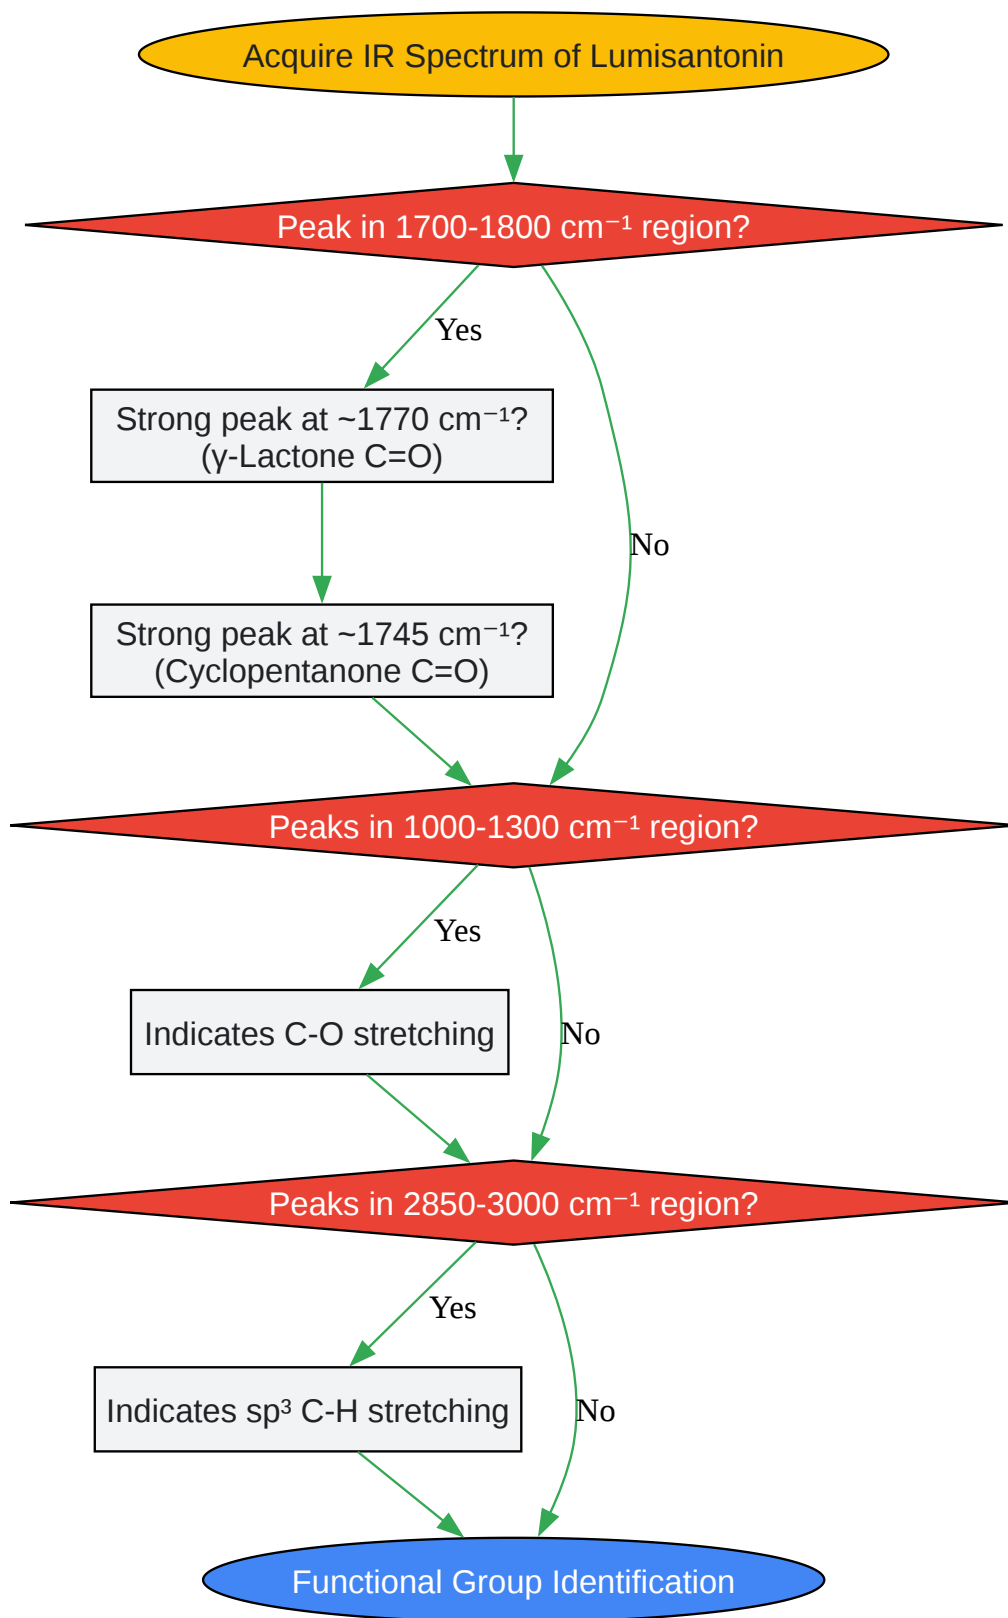 Acquire IR Spectrum of Lumisantonin
Peak in 1700-1800 cm⁻¹ region?
Yes
Strong peak at ~1770 cm⁻¹?
(γ-Lactone C=O)
No
Strong peak at ~1745 cm⁻¹?
(Cyclopentanone C=O)
Peaks in 1000-1300 cm⁻¹ region?
Yes
Indicates C-O stretching
No
Peaks in 2850-3000 cm⁻¹ region?
Yes
Indicates sp³ C-H stretching
No
Functional Group Identification